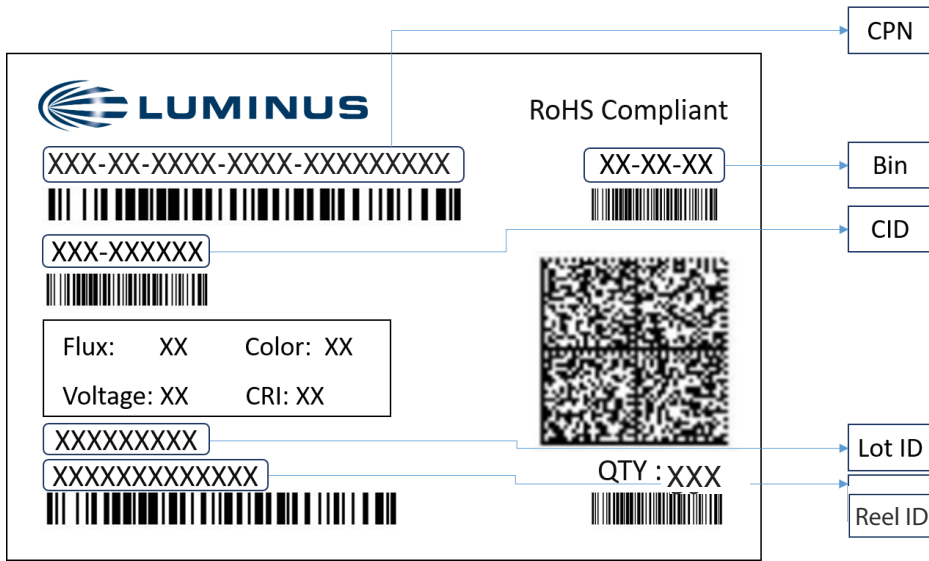 CPN
LUMINUS
RoHS Compliant
XXX-XX-XXXX-XXXX-XXXXXXXXX
XX-XX-XX
Bin
XXX-XXXXXX
CID
Flux: XX Color: XX
Voltage: XX CRI: XX
XXXXXXXXX
Lot ID
XXXXXXXXXXXXX
QTY : XXX
Reel ID